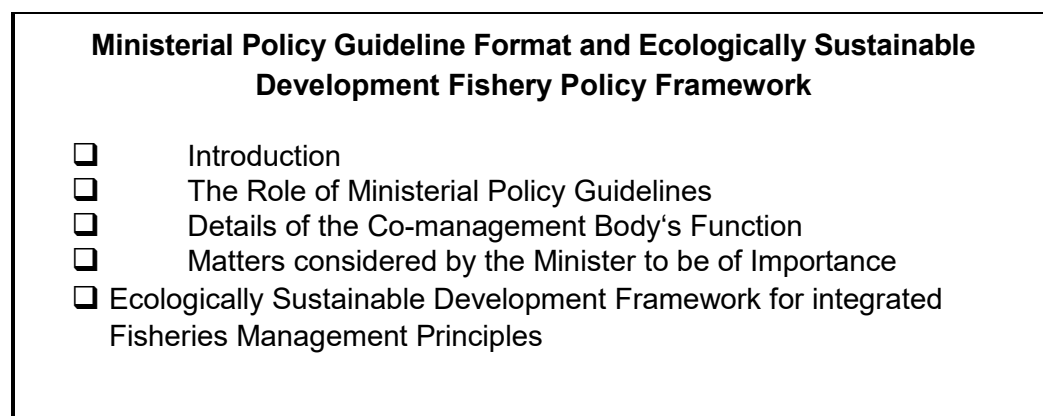 Ministerial Policy Guideline Format and Ecologically Sustainable
Development Fishery Policy Framework
❑ Introduction
❑ The Role of Ministerial Policy Guidelines
❑ Details of the Co-management Body‘s Function
❑ Matters considered by the Minister to be of Importance
❑ Ecologically Sustainable Development Framework for integrated
Fisheries Management Principles